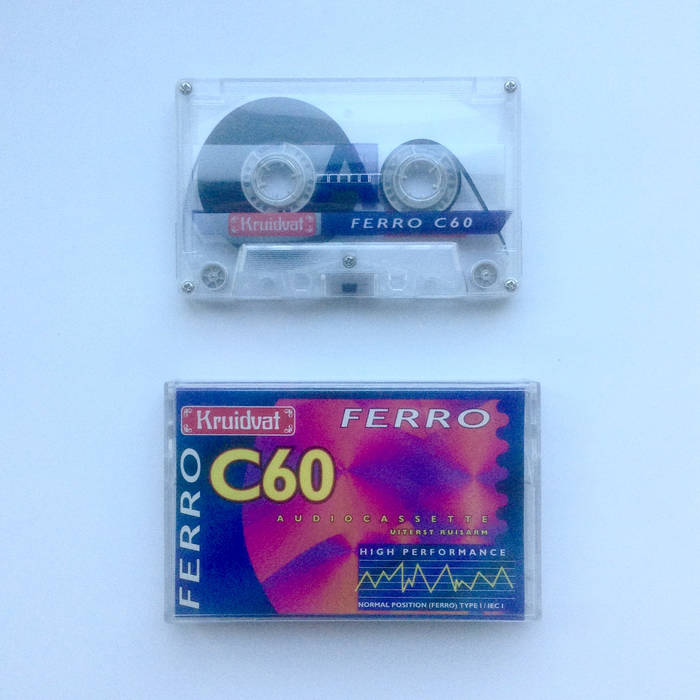 Kruidvat
FERRO C60
Kruidvat
FERRO
FERRO
C60
AUDIOCASSETTE
UITERST RUISARM
HIGH PERFORMANCE
NORMAL POSITION (FERRO) TYPE I / IEC I